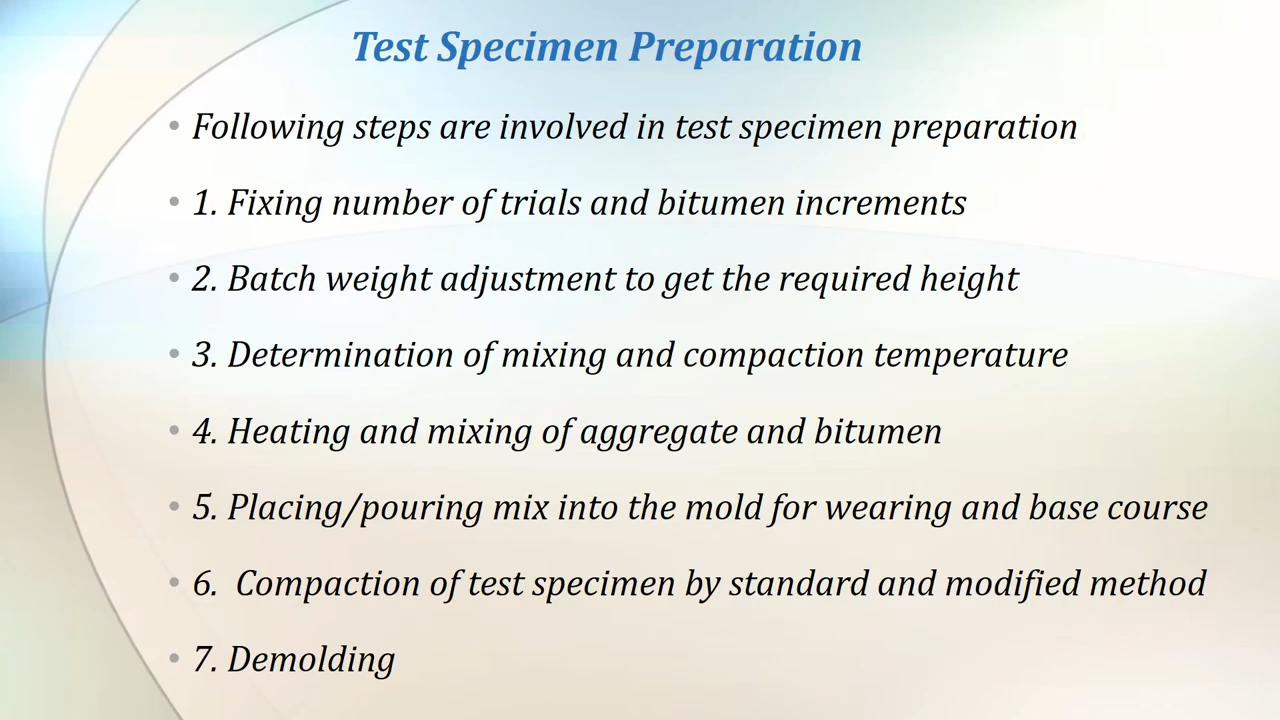 Test Specimen Preparation
• Following steps are involved in test specimen preparation
• 1. Fixing number of trials and bitumen increments
• 2. Batch weight adjustment to get the required height
• 3. Determination of mixing and compaction temperature
• 4. Heating and mixing of aggregate and bitumen
• 5. Placing/pouring mix into the mold for wearing and base course
• 6.  Compaction of test specimen by standard and modified method
• 7. Demolding